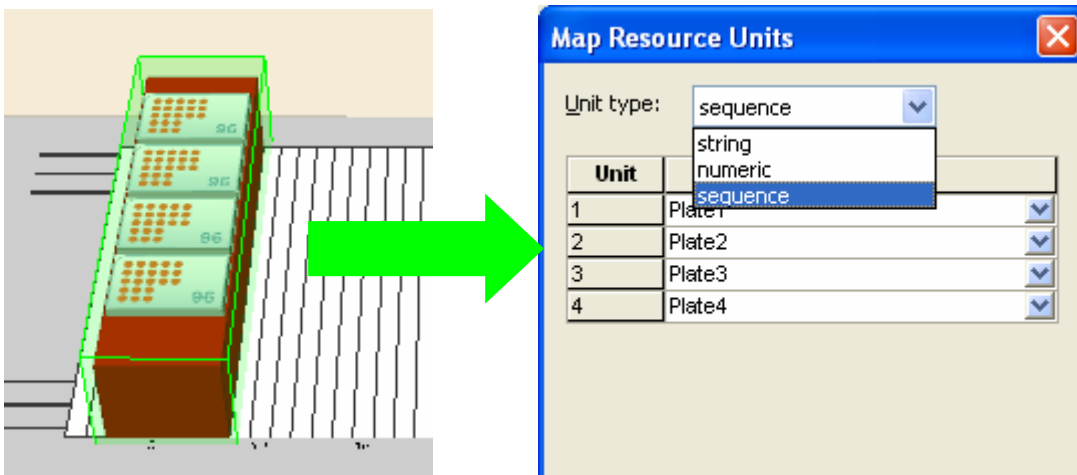 96
96
96
96
Map Resource Units
Unit type:
sequence
string
numeric
sequence
Unit
1 Plate1
2 Plate2
3 Plate3
4 Plate4